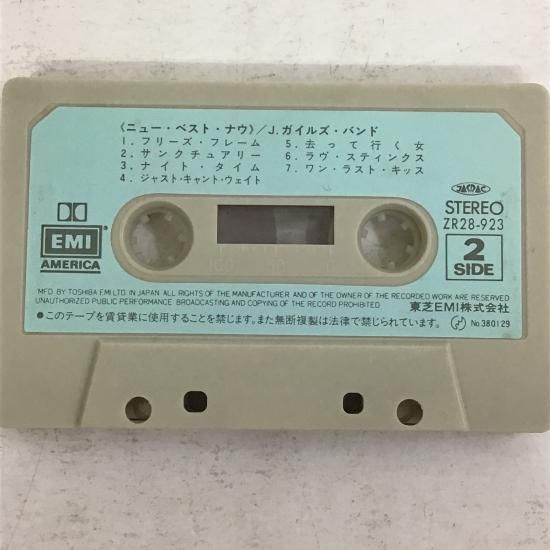 《ニュー・ベスト・ナウ》/J.ガイルズ・バンド
1. フリーズ・フレーム
2. サンクチュアリー
3. ナイト・タイム
4. ジャスト・キャント・ウェイト
5. 去って行く女
6. ラヴ・スティンクス
7. ワン・ラスト・キッス
EMI
AMERICA
STEREO
ZR28-923
2
SIDE
MFD. BY TOSHIBA EMI LTD. IN JAPAN. ALL RIGHTS OF THE MANUFACTURER AND OF THE OWNER OF THE RECORDED WORK ARE RESERVED
UNAUTHORIZED PUBLIC PERFORMANCE BROADCASTING AND COPYING OF THE RECORD PROHIBITED
東芝EMI株式会社
●このテープを賃貸業に使用することを禁じます。また無断複製は法律で禁じられています。
No.380129